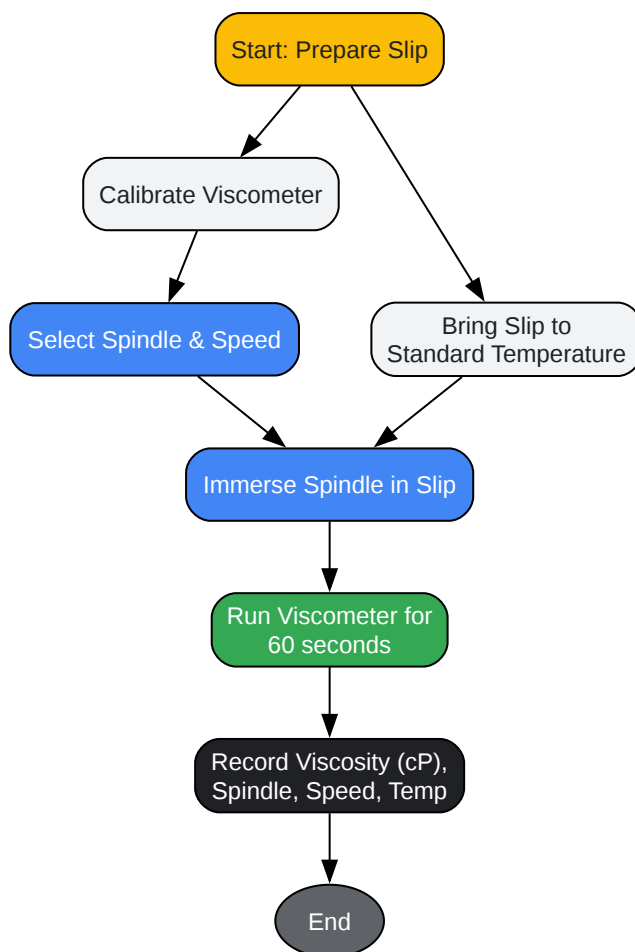 Start: Prepare Slip
Calibrate Viscometer
Select Spindle & Speed
Bring Slip to
Standard Temperature
Immerse Spindle in Slip
Run Viscometer for
60 seconds
Record Viscosity (cP),
Spindle, Speed, Temp
End